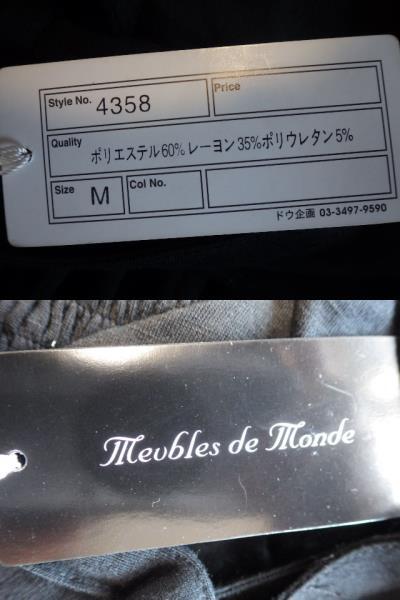 Style No. 4358 Price
Quality ポリエステル60%レーヨン35%ポリウレタン5%
Size M Col No.
ドウ企画 03-3497-9590
Meubles de Monde